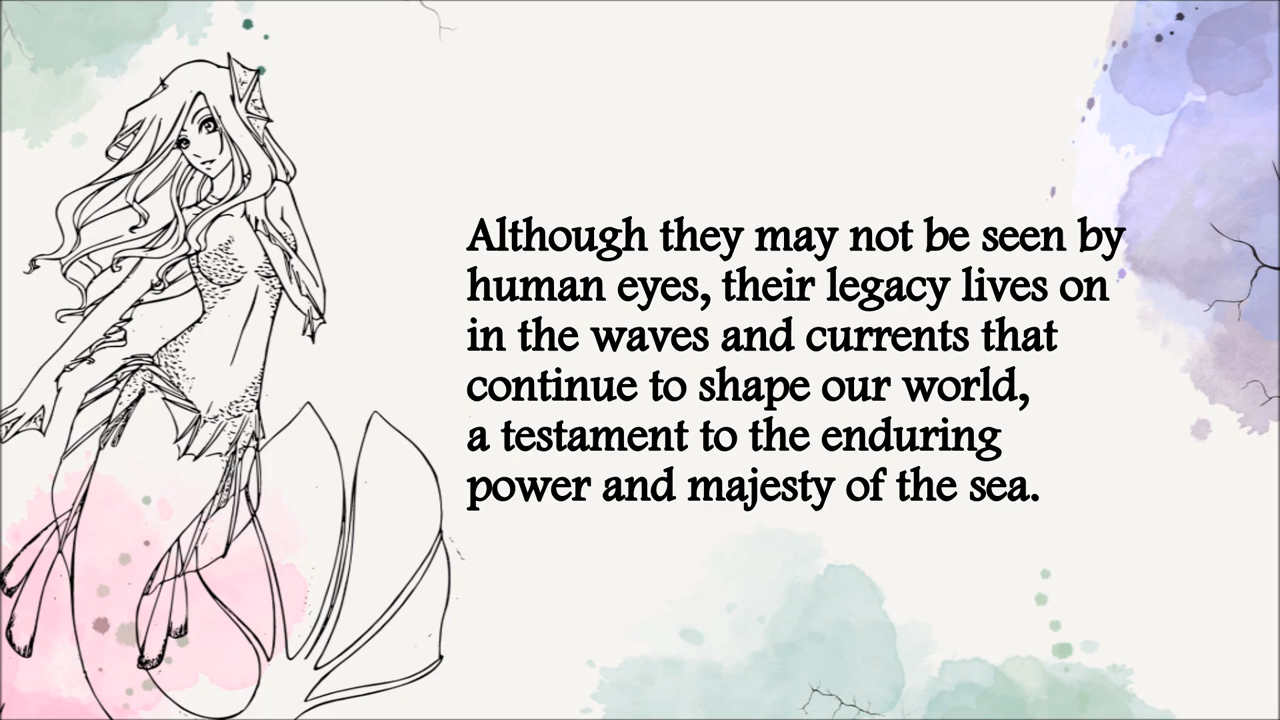 Although they may not be seen by
human eyes, their legacy lives on
in the waves and currents that
continue to shape our world,
a testament to the enduring
power and majesty of the sea.